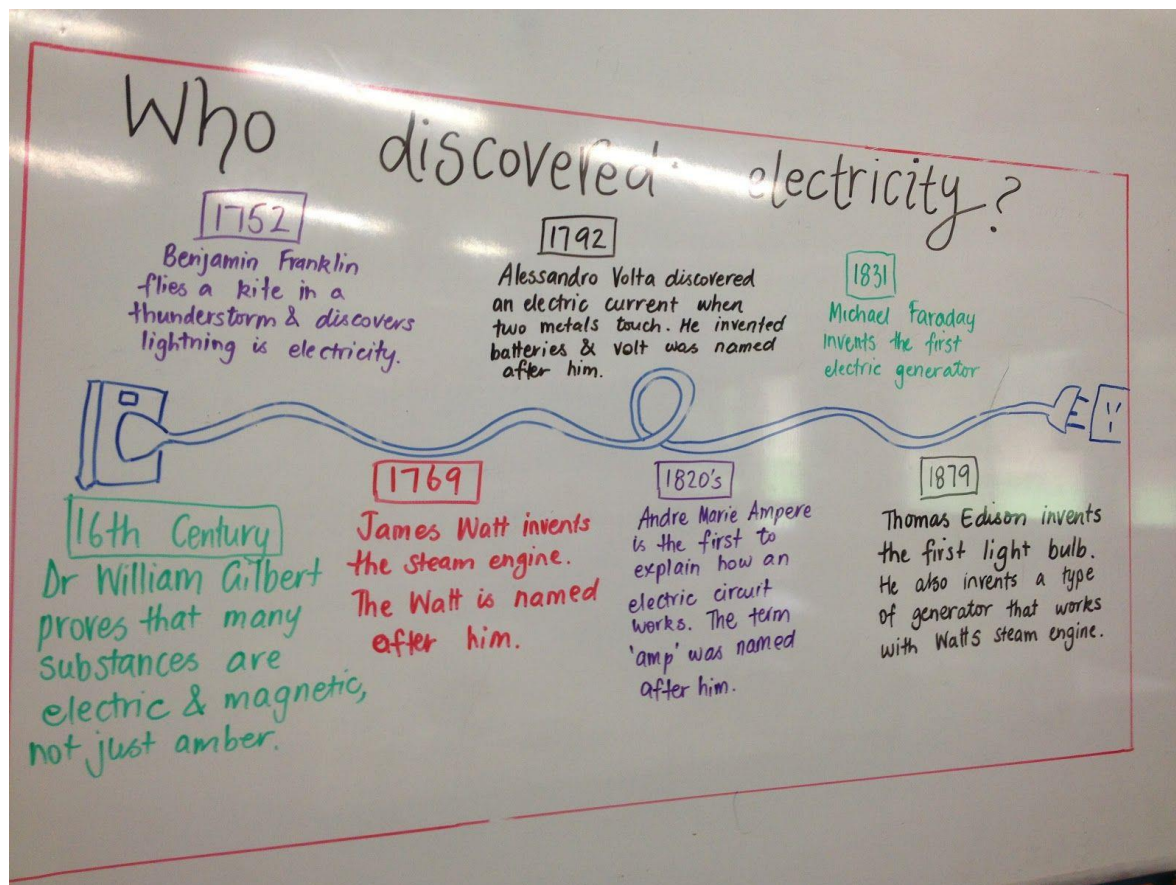 Who discovered electricity?
1752
Benjamin Franklin
flies a kite in a
thunderstorm & discovers
lightning is electricity.
1792
Alessandro Volta discovered
an electric current when
two metals touch. He invented
batteries & volt was named
after him.
1831
Michael Faraday
invents the first
electric generator
16th Century
Dr William Gilbert
proves that many
substances are
electric & magnetic,
not just amber.
1769
James Watt invents
the steam engine.
The Watt is named
after him.
1820's
Andre Marie Ampere
is the first to
explain how an
electric circuit
works. The term
'amp' was named
after him.
1879
Thomas Edison invents
the first light bulb.
He also invents a type
of generator that works
with Watts steam engine.